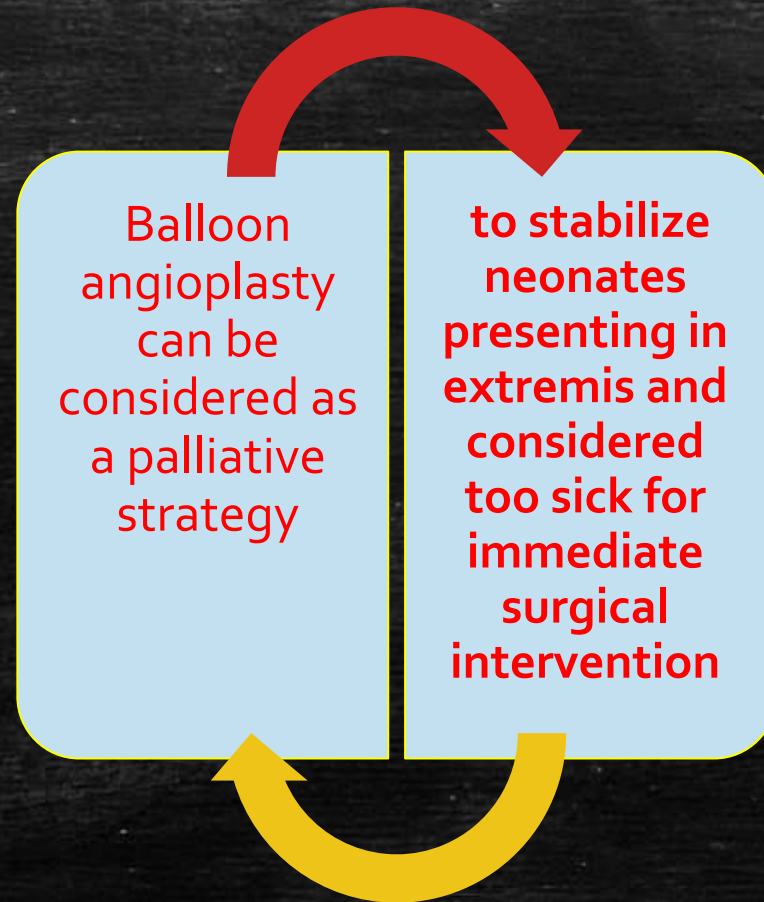 Balloon
angioplasty
can be
considered as
a palliative
strategy
to stabilize
neonates
presenting in
extremis and
considered
too sick for
immediate
surgical
intervention